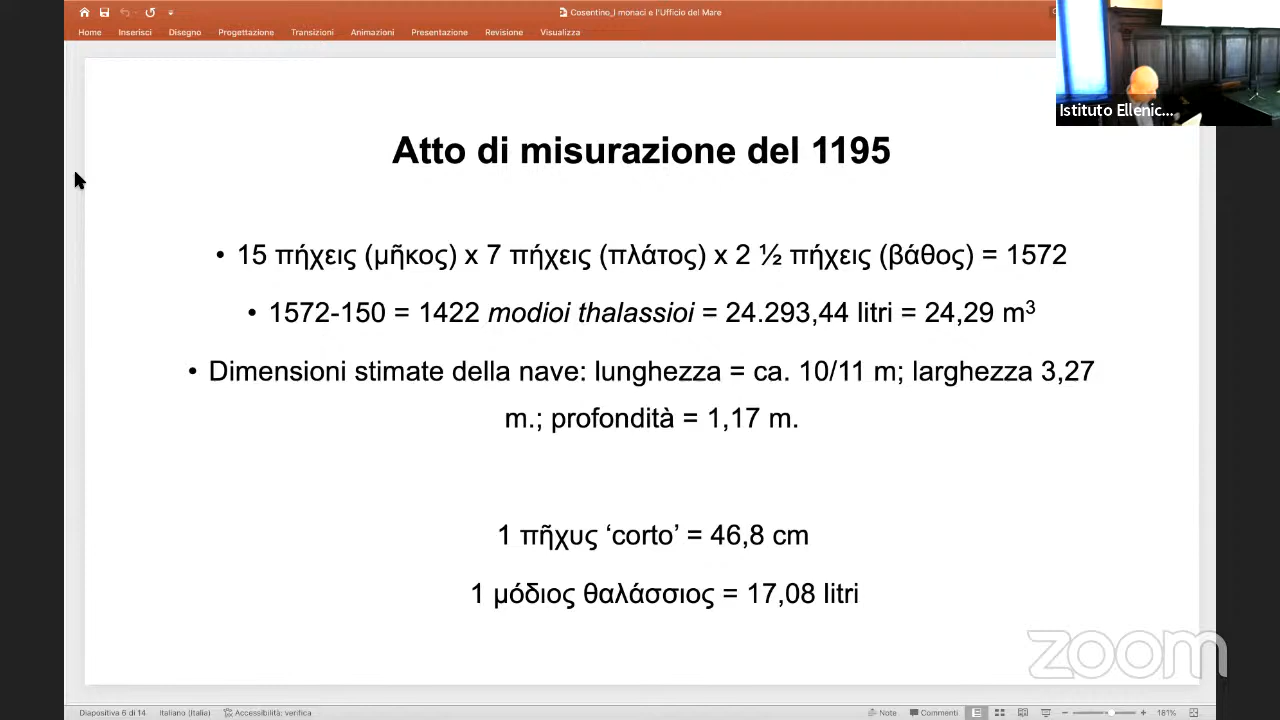 Cosentino_I monaci e l'Ufficio del Mare
Home Inserisci Disegno Progettazione Transizioni Animazioni Presentazione Revisione Visualizza
Istituto Ellenic...
Atto di misurazione del 1195
• 15 πήχεις (μῆκος) x 7 πήχεις (πλάτος) x 2 ½ πήχεις (βάθος) = 1572
• 1572-150 = 1422 modioi thalassioi = 24.293,44 litri = 24,29 m³
• Dimensioni stimate della nave: lunghezza = ca. 10/11 m; larghezza 3,27
m.; profondità = 1,17 m.
1 πῆχυς ‘corto’ = 46,8 cm
1 μόδιος θαλάσσιος = 17,08 litri
zoom
Diapositiva 6 di 14 Italiano (Italia) Accessibilità: verifica Note Commenti 181%